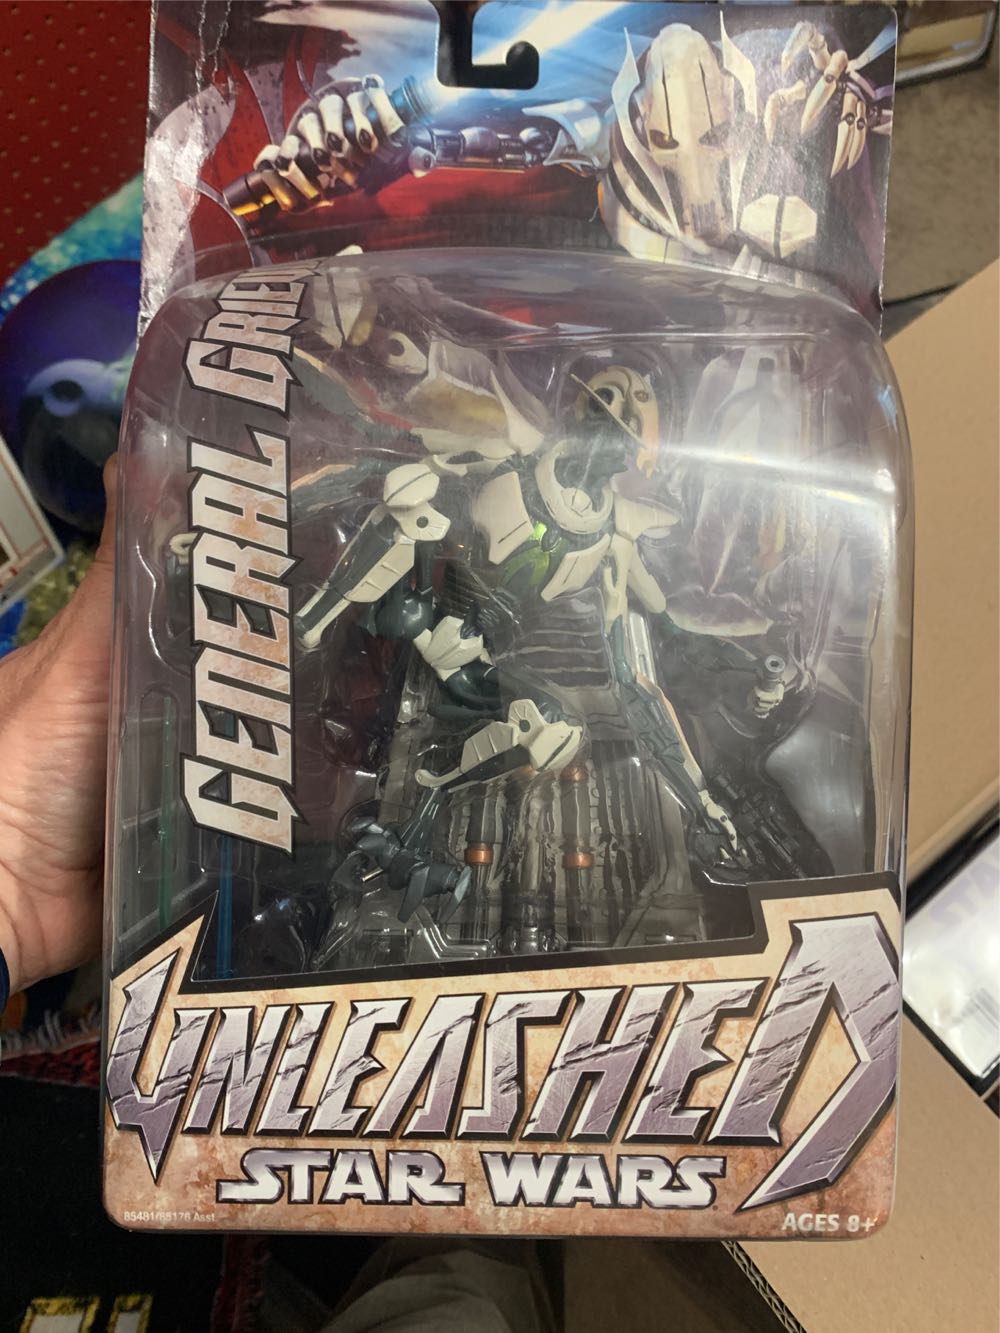 GENERAL GRIE
UNLEASHED
STAR WARS
85481/85176 Asst
AGES 8+